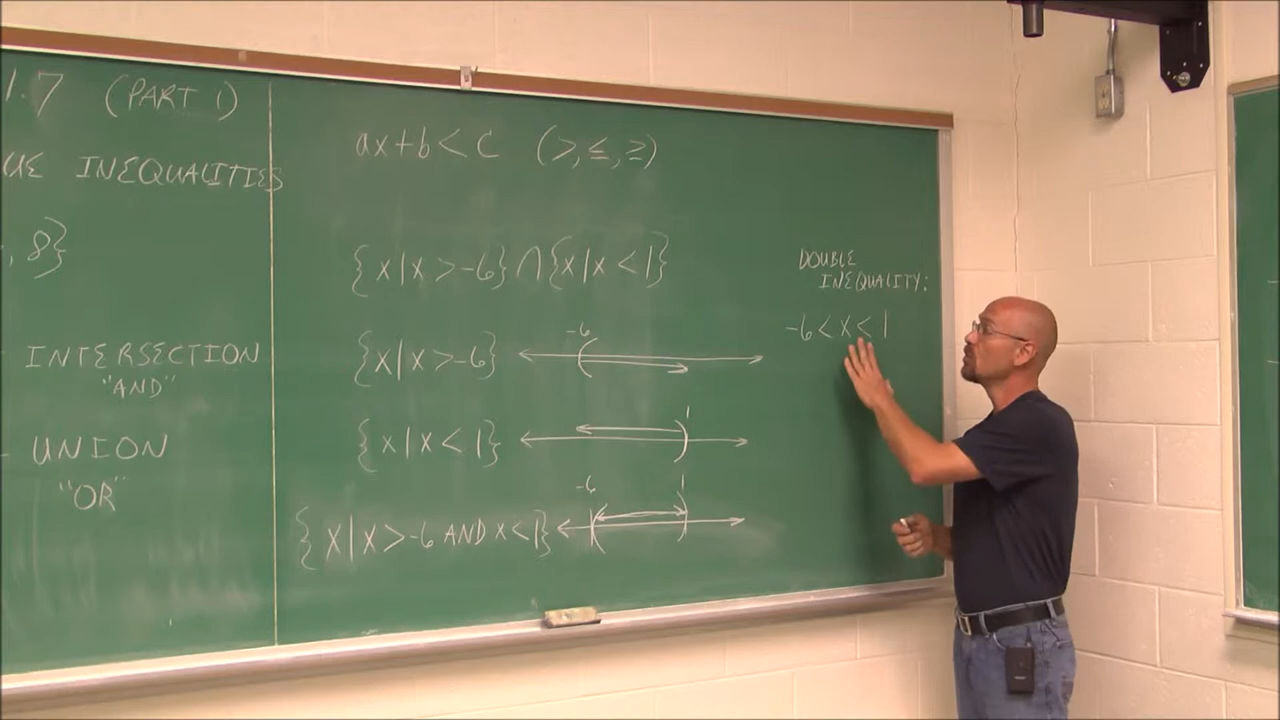 1.7 (PART 1)
INEQUALITIES
, 8}
INTERSECTION
"AND"
- UNION
"OR"
ax+b < c (>, ≤, ≥)
{x|x > -6} ∩ {x|x < 1}
{x|x > -6}
-6
{x|x < 1}
1
-6 1
{x|x > -6 AND x < 1}
DOUBLE
INEQUALITY:
-6 < x < 1